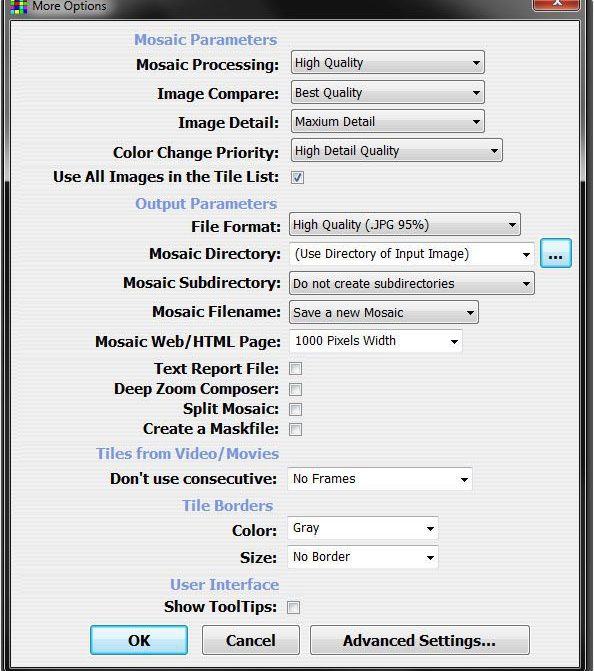 More Options
Mosaic Parameters
Mosaic Processing: High Quality
Image Compare: Best Quality
Image Detail: Maxium Detail
Color Change Priority: High Detail Quality
Use All Images in the Tile List:
Output Parameters
File Format: High Quality (.JPG 95%)
Mosaic Directory: (Use Directory of Input Image) ...
Mosaic Subdirectory: Do not create subdirectories
Mosaic Filename: Save a new Mosaic
Mosaic Web/HTML Page: 1000 Pixels Width
Text Report File:
Deep Zoom Composer:
Split Mosaic:
Create a Maskfile:
Tiles from Video/Movies
Don't use consecutive: No Frames
Tile Borders
Color: Gray
Size: No Border
User Interface
Show ToolTips:
OK Cancel Advanced Settings...